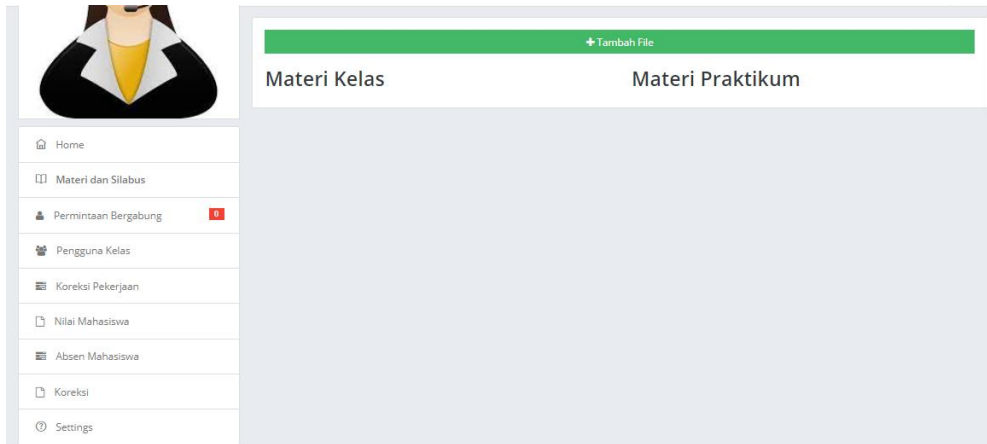 +Tambah File
Materi Kelas
Materi Praktikum
Home
Materi dan Silabus
Permintaan Bergabung 0
Pengguna Kelas
Koreksi Pekerjaan
Nilai Mahasiswa
Absen Mahasiswa
Koreksi
Settings